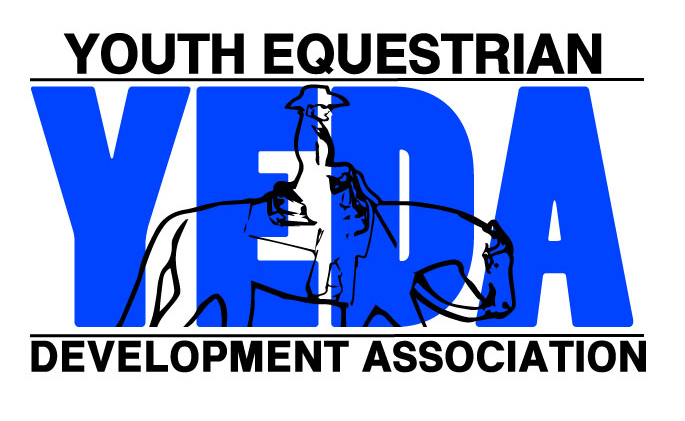 YOUTH EQUESTRIAN
YEDA
DEVELOPMENT ASSOCIATION